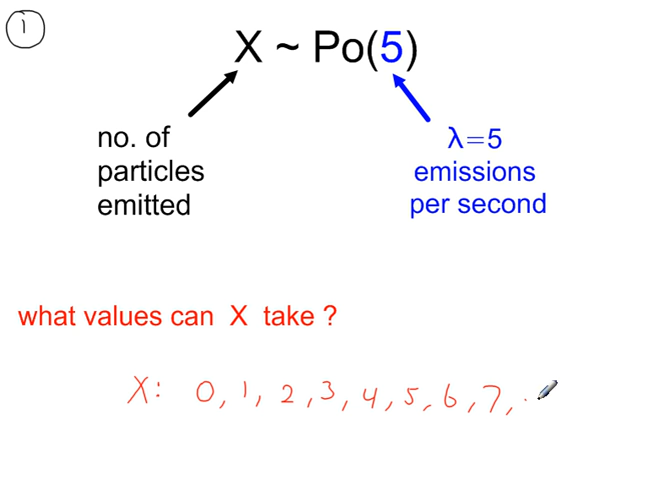 1
X ~ Po(5)
no. of
particles
emitted
λ=5
emissions
per second
what values can X take ?
X: 0, 1, 2, 3, 4, 5, 6, 7, .